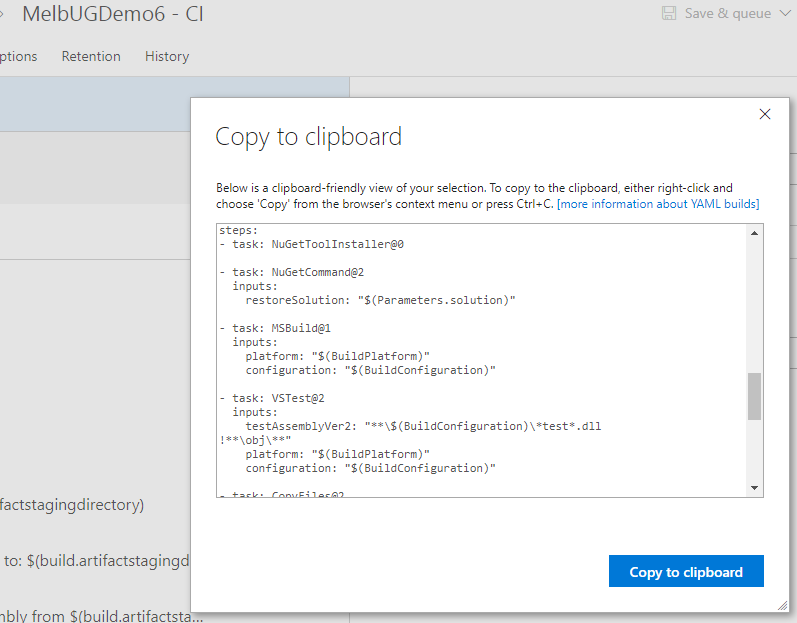 MelbUGDemo6 - CI
Save & queue
ptions Retention History
Copy to clipboard
Below is a clipboard-friendly view of your selection. To copy to the clipboard, either right-click and
choose 'Copy' from the browser's context menu or press Ctrl+C. [more information about YAML builds]
steps:
- task: NuGetToolInstaller@0
- task: NuGetCommand@2
inputs:
restoreSolution: "$(Parameters.solution)"
- task: MSBuild@1
inputs:
platform: "$(BuildPlatform)"
configuration: "$(BuildConfiguration)"
- task: VSTest@2
inputs:
testAssemblyVer2: "**\$(BuildConfiguration)\*test*.dll
!**\obj\**"
platform: "$(BuildPlatform)"
configuration: "$(BuildConfiguration)"
- task: CopyFiles@2
factstagingdirectory)
to: $(build.artifactstagingd
mbly from $(build.artifactsta...
Copy to clipboard